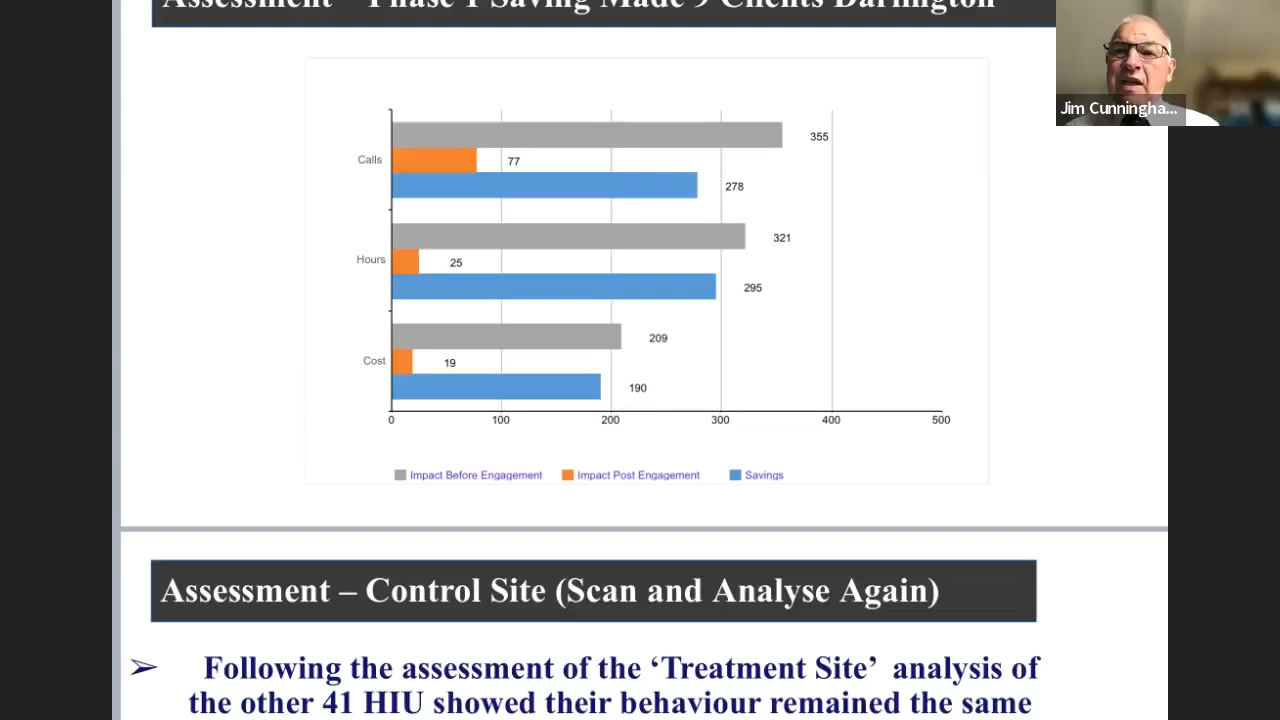 Assessment – Phase 1 Saving Made 9 Clients Darlington
Jim Cunningha...
355
Calls
77
278
321
Hours
25
295
209
Cost
19
190
0 100 200 300 400 500
Impact Before Engagement Impact Post Engagement Savings
Assessment – Control Site (Scan and Analyse Again)
➢ Following the assessment of the ‘Treatment Site’ analysis of
the other 41 HIU showed their behaviour remained the same